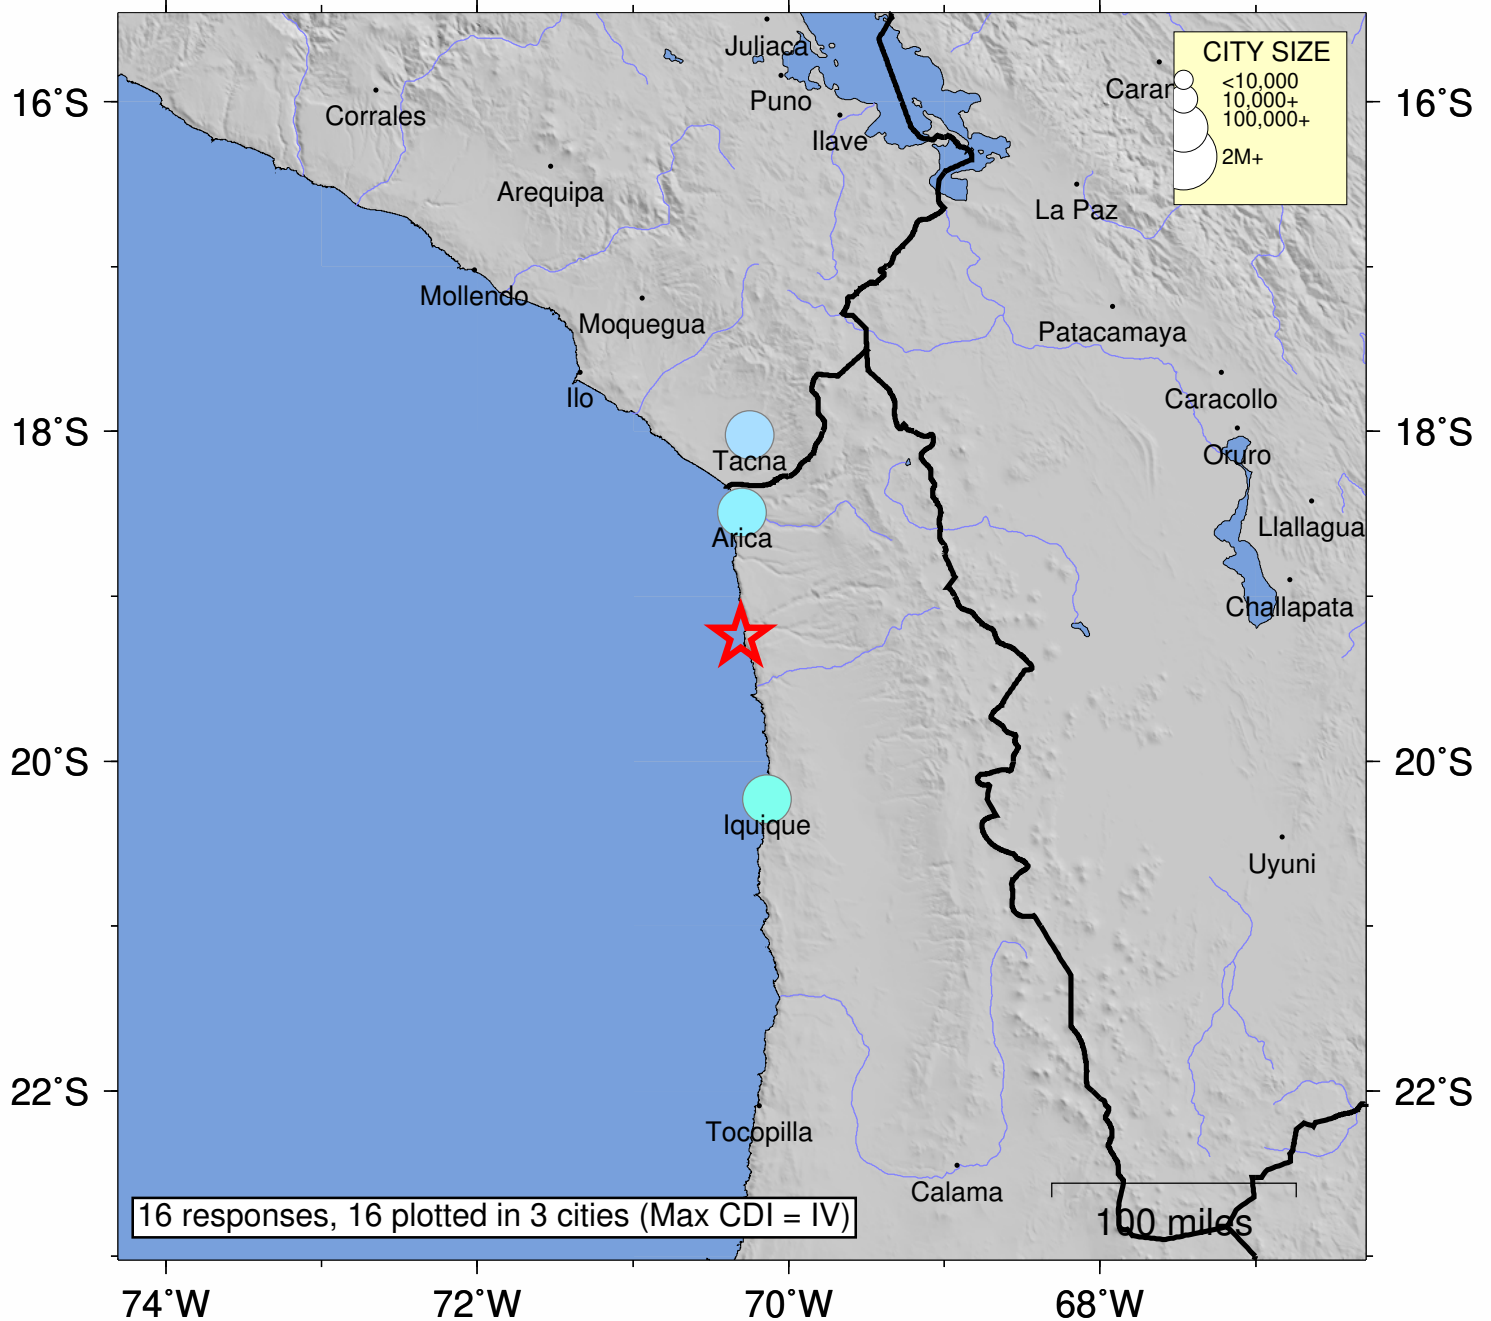 Juliaca
CITY SIZE
<10,000
10,000+
100,000+
2M+
Caran
16°S
16°S
Corrales
Puno
Ilave
Arequipa
La Paz
Mollendo
Moquegua
Patacamaya
Ilo
Caracollo
18°S
18°S
Tacna
Oruro
Arica
Llallagua
Challapata
20°S
20°S
Iquique
Uyuni
22°S
22°S
Tocopilla
Calama
16 responses, 16 plotted in 3 cities (Max CDI = IV)
100 miles
74°W
72°W
70°W
68°W